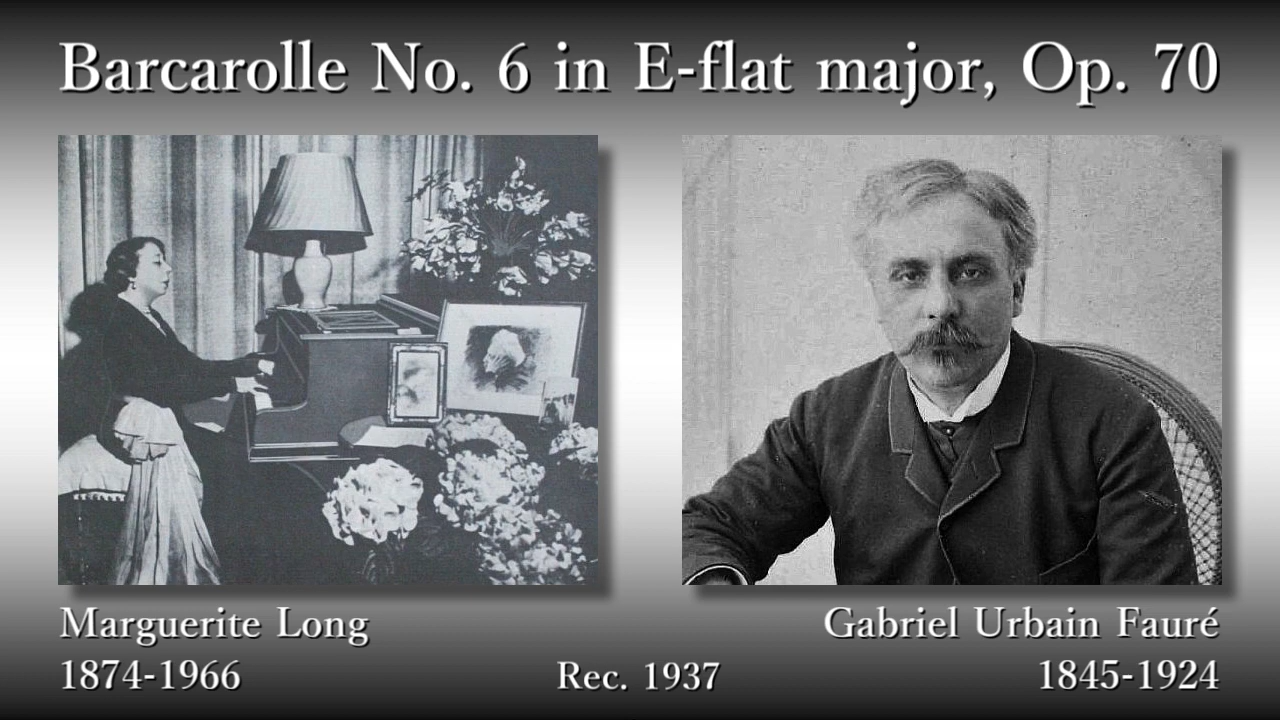 Barcarolle No. 6 in E-flat major, Op. 70
Marguerite Long
1874-1966
Rec. 1937
Gabriel Urbain Fauré
1845-1924